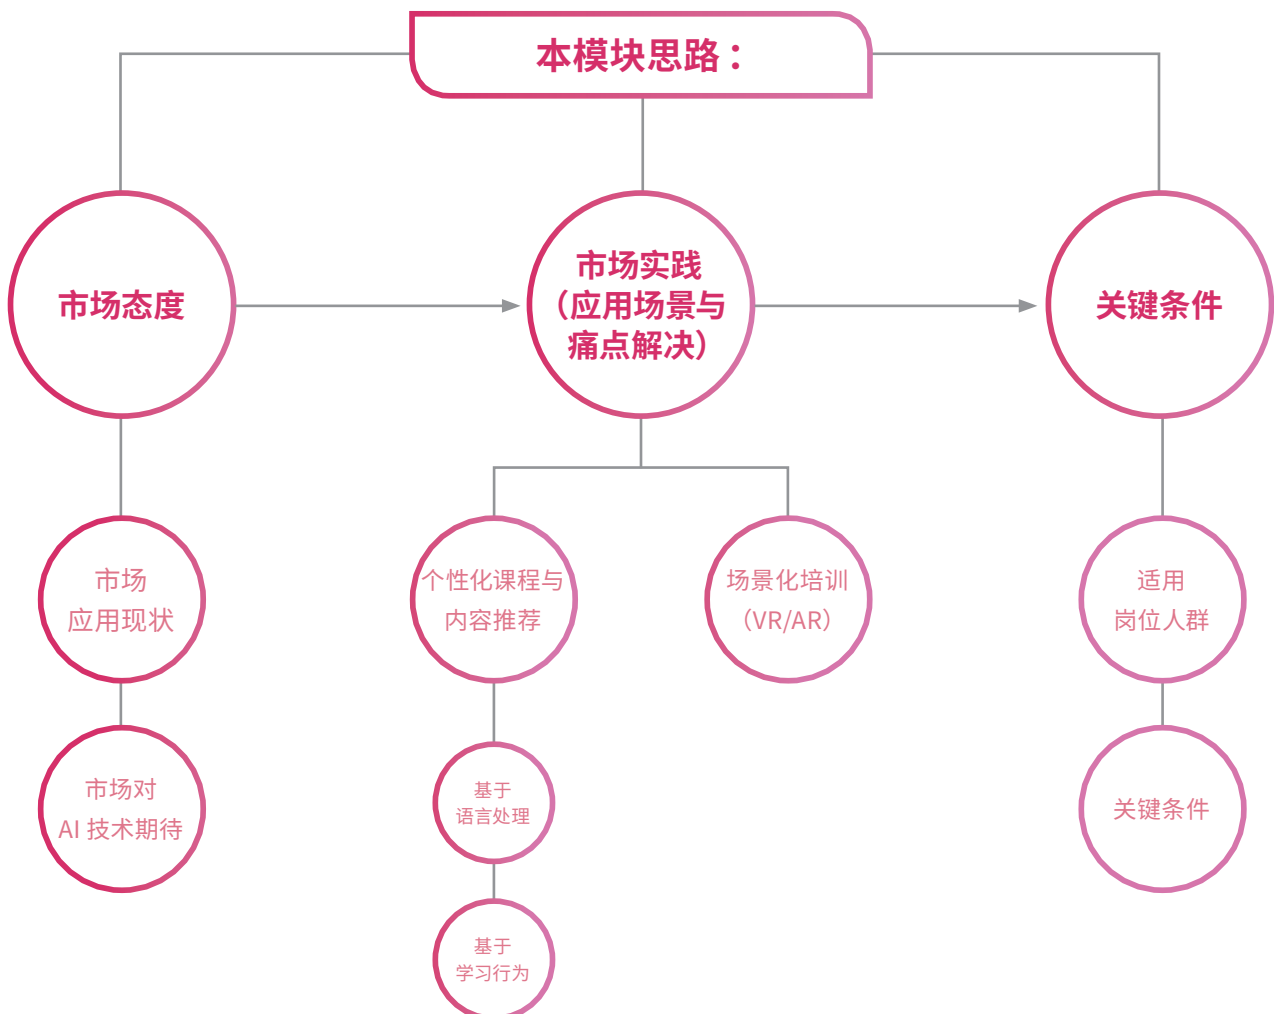 本模块思路：
市场态度
市场实践
（应用场景与
痛点解决）
关键条件
市场
应用现状
个性化课程与
内容推荐
场景化培训
（VR/AR）
适用
岗位人群
市场对
AI 技术期待
基于
语言处理
关键条件
基于
学习行为